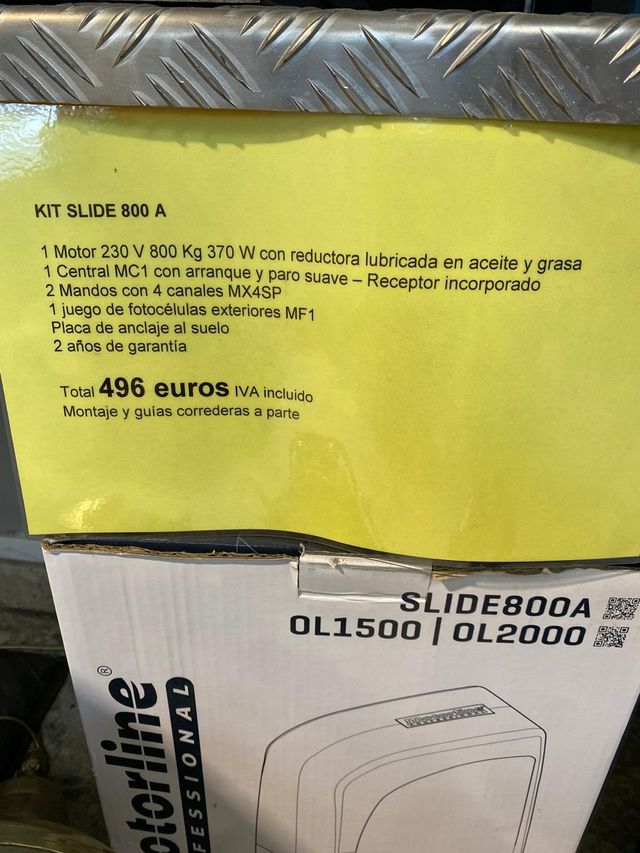 KIT SLIDE 800 A
1 Motor 230 V 800 Kg 370 W con reductora lubricada en aceite y grasa
1 Central MC1 con arranque y paro suave – Receptor incorporado
2 Mandos con 4 canales MX4SP
1 juego de fotocélulas exteriores MF1
Placa de anclaje al suelo
2 años de garantía
Total 496 euros IVA incluido
Montaje y guías correderas a parte
SLIDE800A
OL1500 | OL2000
motorline®